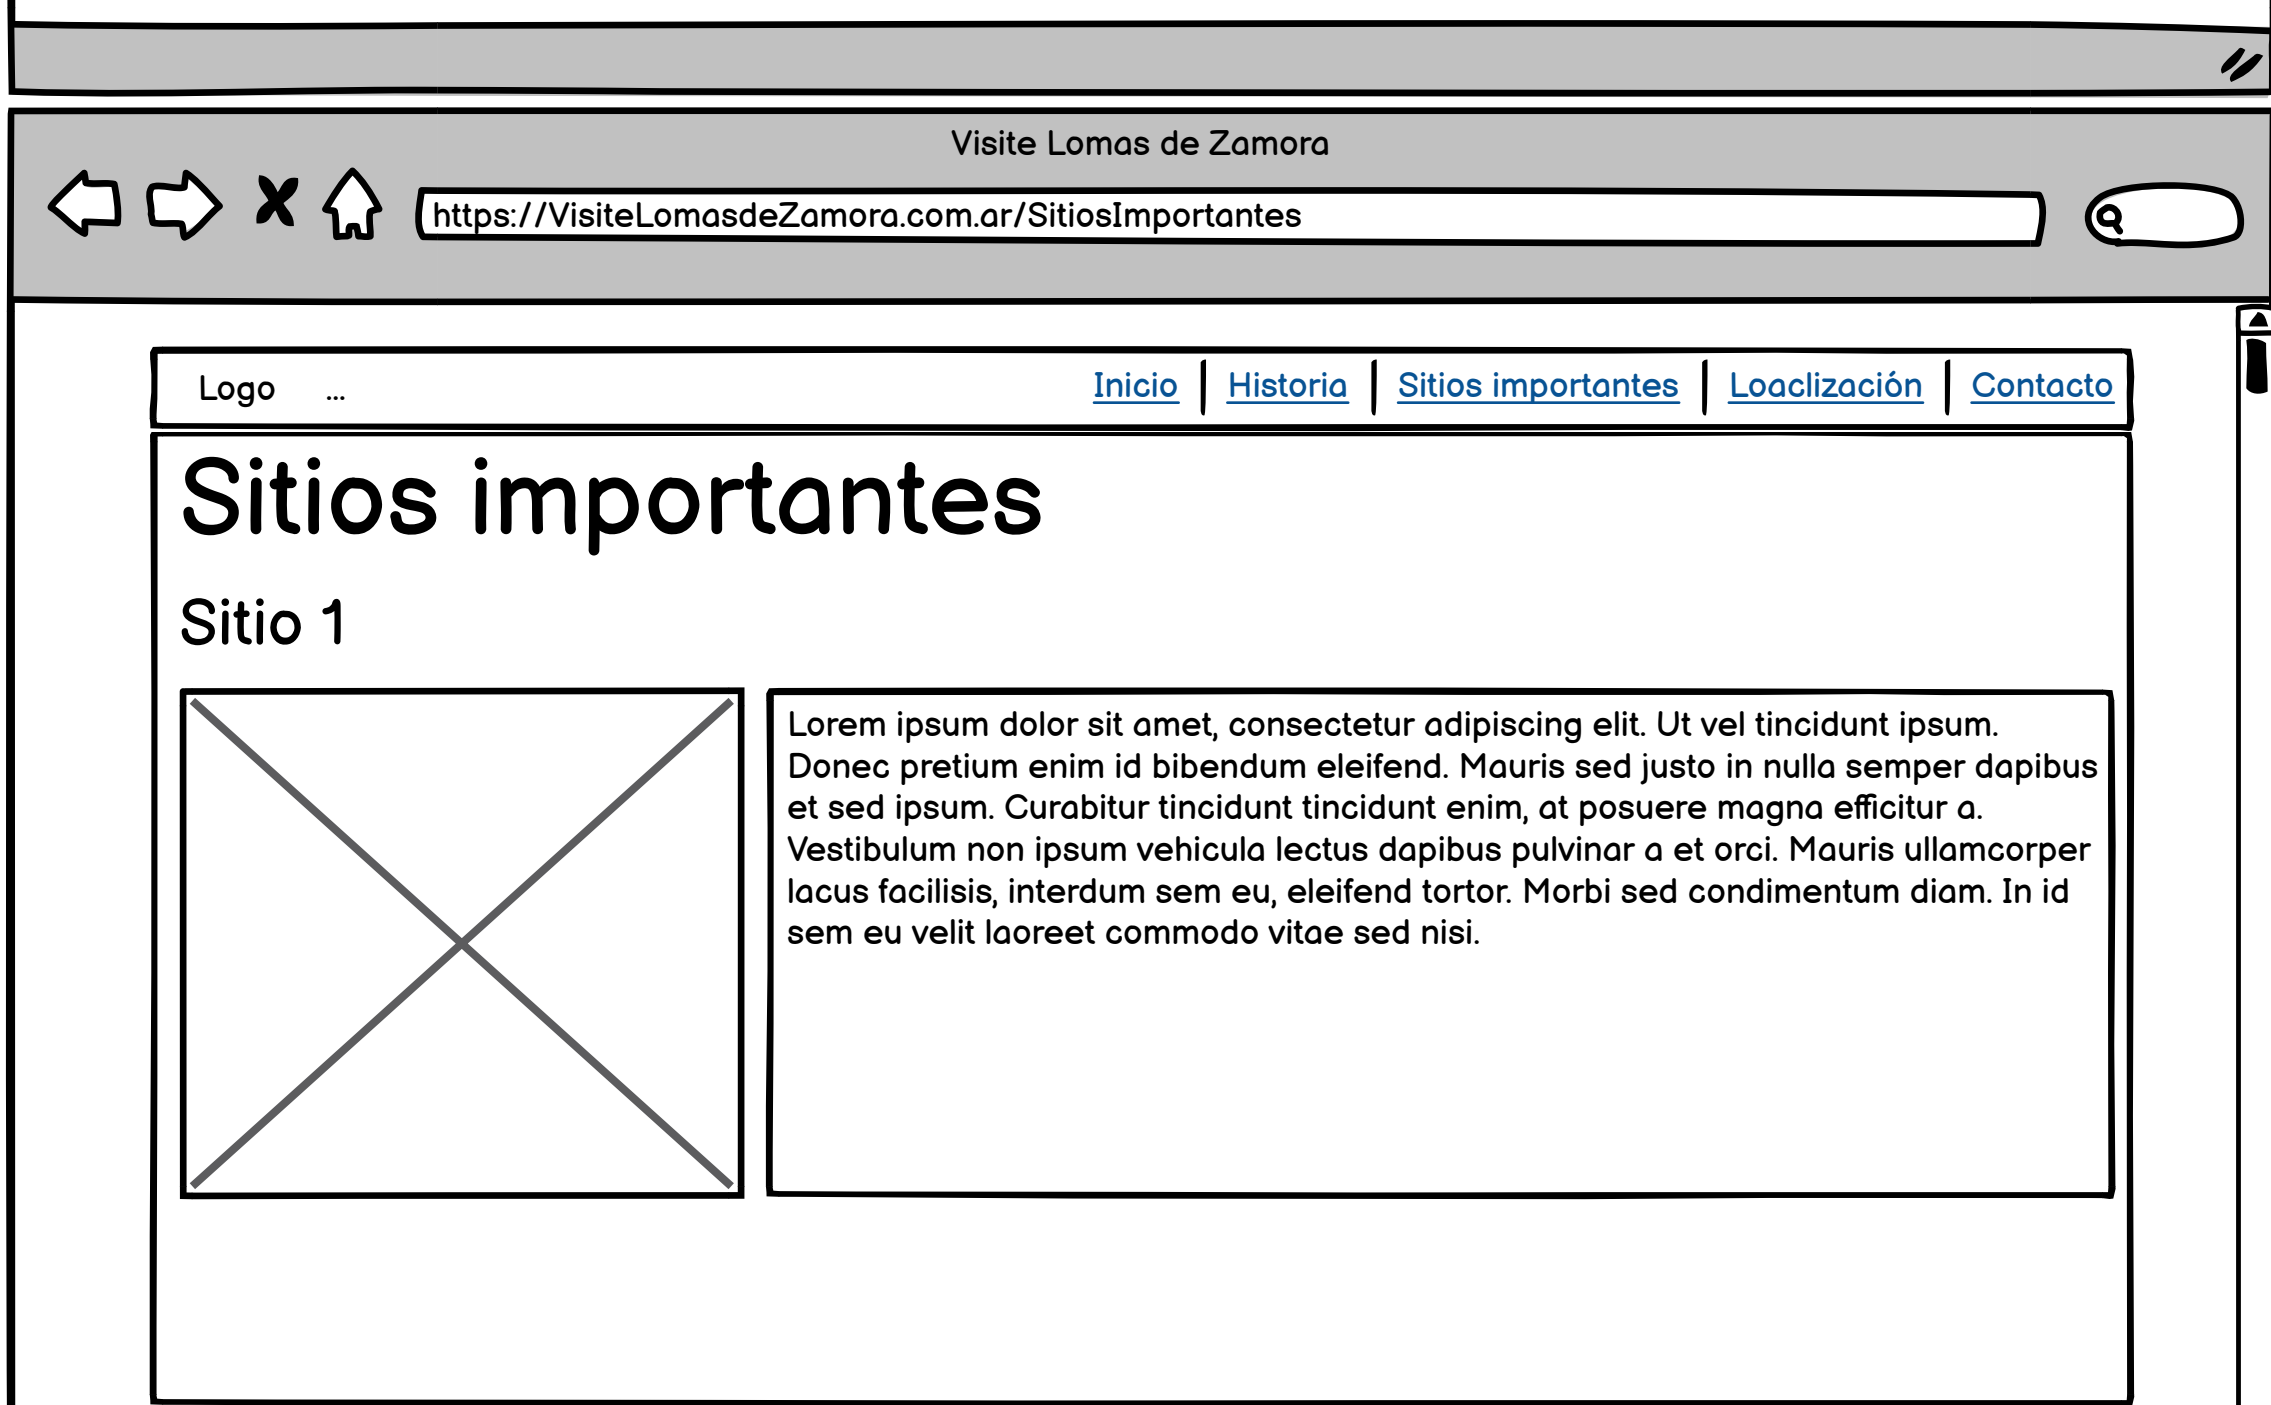 Visite Lomas de Zamora
https://VisiteLomasdeZamora.com.ar/SitiosImportantes
Logo ... Inicio Historia Sitios importantes Loaclización Contacto
Sitios importantes
Sitio 1
Lorem ipsum dolor sit amet, consectetur adipiscing elit. Ut vel tincidunt ipsum.
Donec pretium enim id bibendum eleifend. Mauris sed justo in nulla semper dapibus
et sed ipsum. Curabitur tincidunt tincidunt enim, at posuere magna efficitur a.
Vestibulum non ipsum vehicula lectus dapibus pulvinar a et orci. Mauris ullamcorper
lacus facilisis, interdum sem eu, eleifend tortor. Morbi sed condimentum diam. In id
sem eu velit laoreet commodo vitae sed nisi.